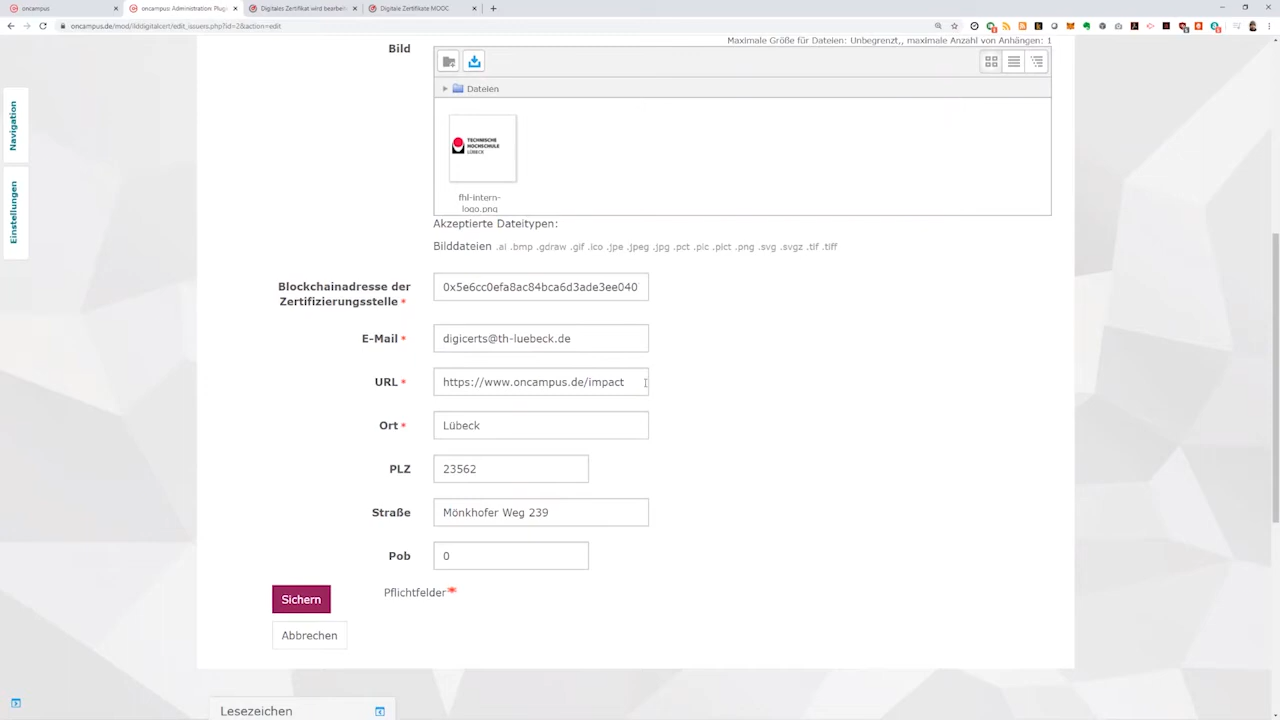 oncampus
oncampus: Administration: Plug-
Digitales Zertifikat wird bearbeite
Digitale Zertifikate MOOC.
oncampus.de/mod/ilddigitalcert/edit_issuers.php?id=2&action=edit
Maximale Größe für Dateien: Unbegrenzt,, maximale Anzahl von Anhängen: 1
Bild
Dateien
TECHNISCHE
HOCHSCHULE
LÜBECK
fhl-intern-
logo.png
Akzeptierte Dateitypen:
Bilddateien .ai .bmp .gdraw .gif .ico .jpe .jpeg .jpg .pct .pic .pict .png .svg .svgz .tif .tiff
Blockchainadresse der
Zertifizierungsstelle * 0x5e6cc0efa8ac84bca6d3ade3ee040
E-Mail * digicerts@th-luebeck.de
URL * https://www.oncampus.de/impact
Ort * Lübeck
PLZ 23562
Straße Mönkhofer Weg 239
Pob 0
Sichern Pflichtfelder *
Abbrechen
Navigation
Einstellungen
Lesezeichen